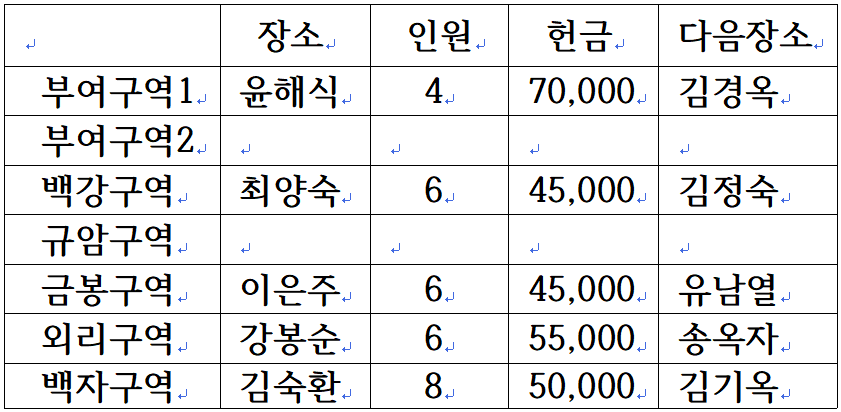 장소 인원 헌금 다음장소
부여구역1 윤해식 4 70,000 김경옥
부여구역2
백강구역 최양숙 6 45,000 김정숙
규암구역
금봉구역 이은주 6 45,000 유남열
외리구역 강봉순 6 55,000 송옥자
백자구역 김숙환 8 50,000 김기옥